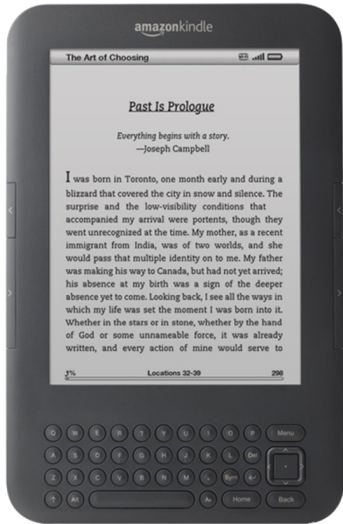 amazonkindle
The Art of Choosing
Past Is Prologue
Everything begins with a story.
—Joseph Campbell
I was born in Toronto, one month early and during a
blizzard that covered the city in snow and silence. The
surprise and the low-visibility conditions that
accompanied my arrival were portents, though they
went unrecognized at the time. My mother, as a recent
immigrant from India, was of two worlds, and she
would pass that multiple identity on to me. My father
was making his way to Canada, but had not yet arrived;
his absence at my birth was a sign of the deeper
absence yet to come. Looking back, I see all the ways in
which my life was set the moment I was born into it.
Whether in the stars or in stone, whether by the hand
of God or some unnameable force, it was already
written, and every action of mine would serve to
1% Locations 32-39 298
Q W E R T Y U I O P Menu
A S D F G H J K L Del
Z X C V B N M . Sym
Alt Aa Home Back